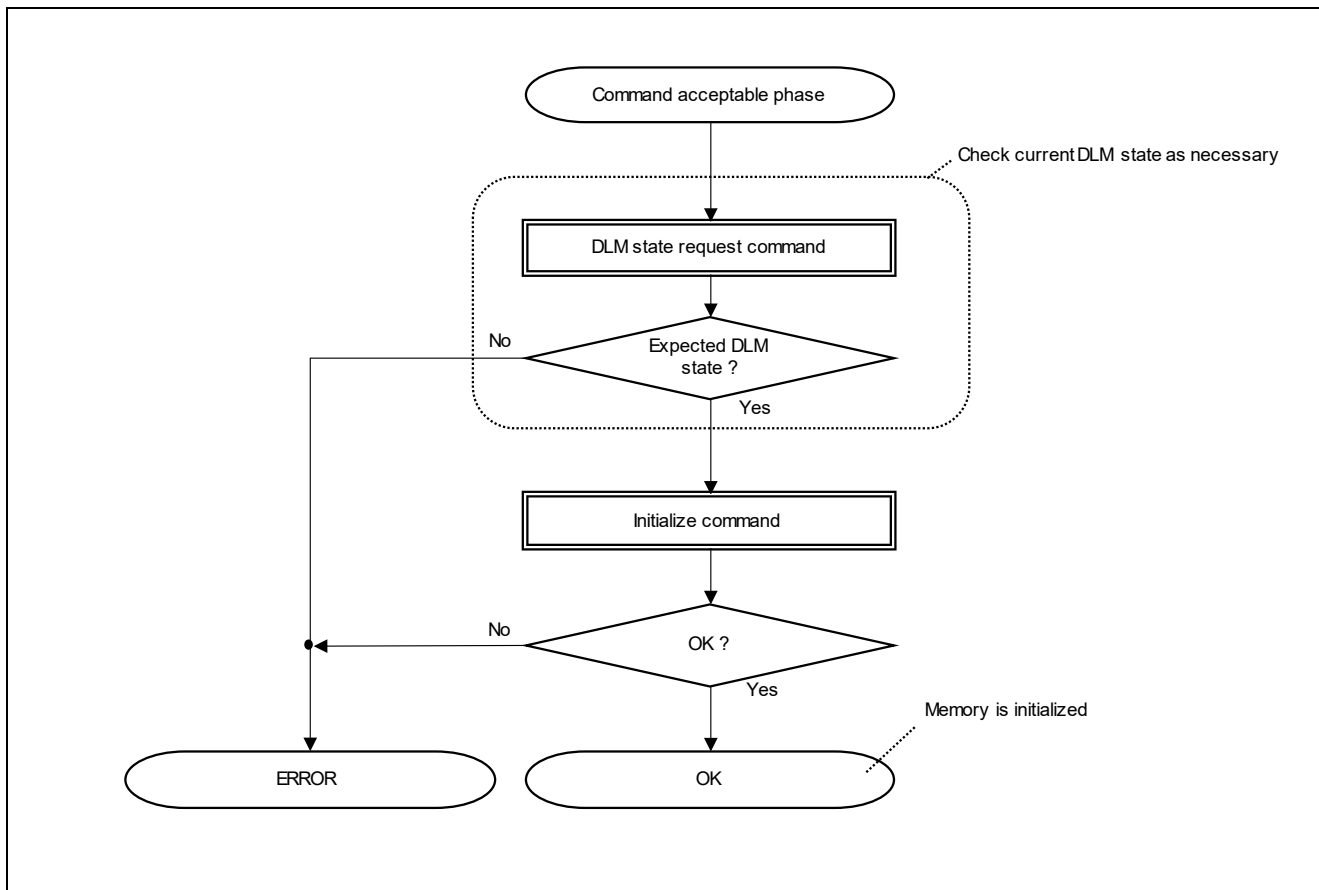 Command acceptable phase
Check current DLM state as necessary
DLM state request command
No
Expected DLM
state ?
Yes
Initialize command
No
OK ?
Yes
Memory is initialized
ERROR
OK